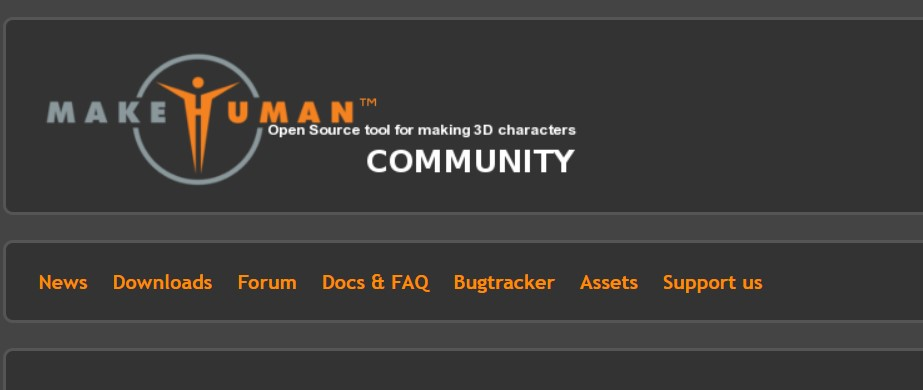 MAKEHUMAN™
Open Source tool for making 3D characters
COMMUNITY
News Downloads Forum Docs & FAQ Bugtracker Assets Support us